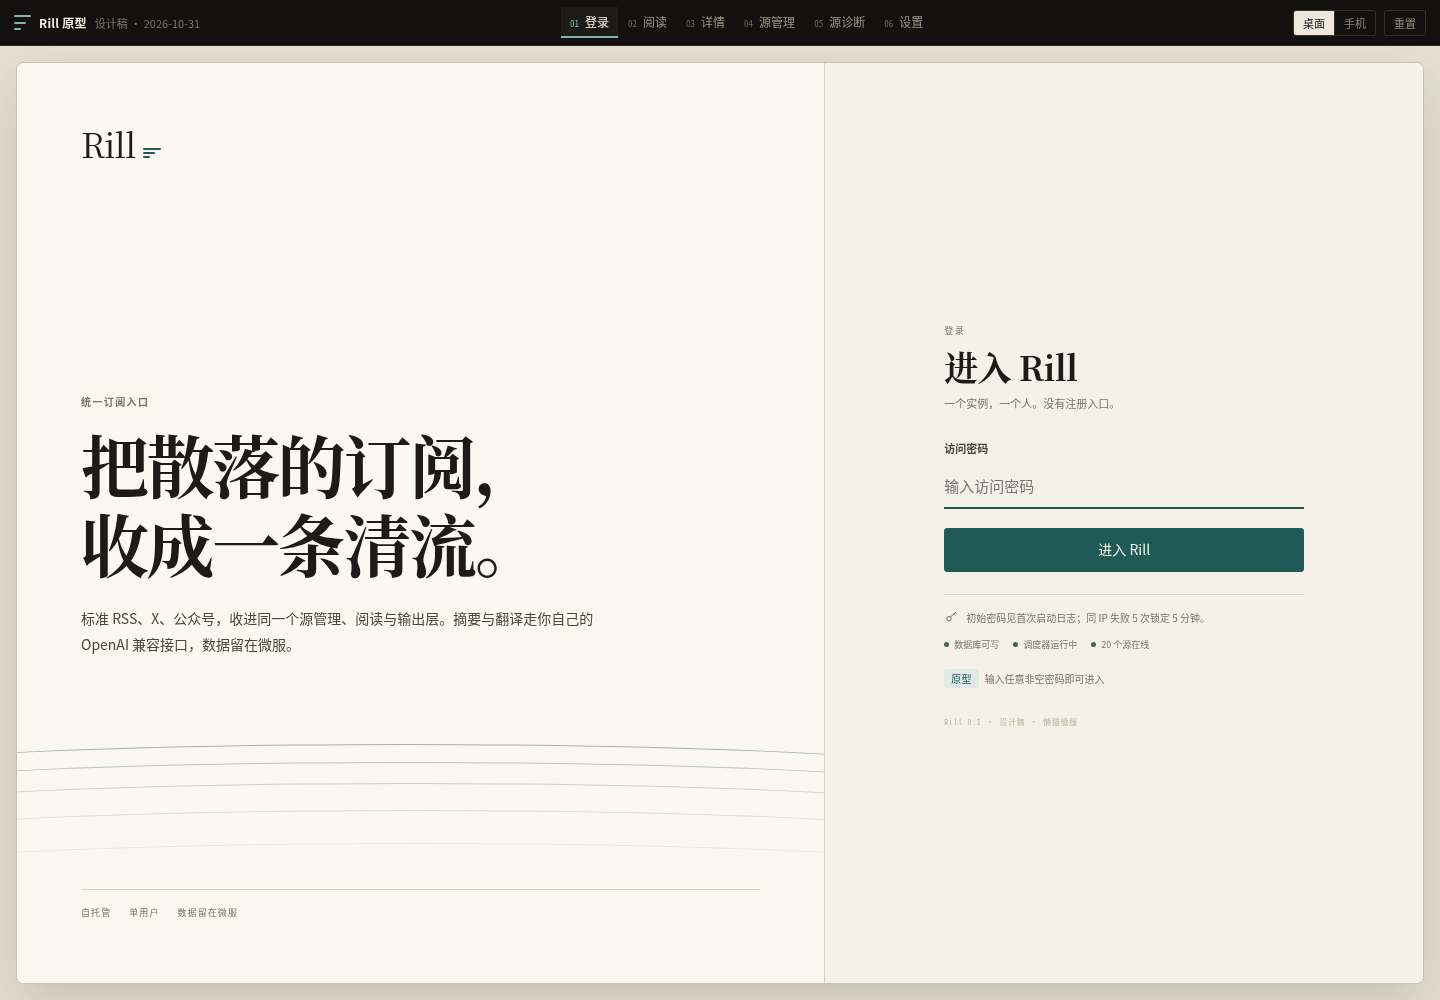 Rill 原型 设计稿 · 2026-10-31
01 登录 02 阅读 03 详情 04 源管理 05 源诊断 06 设置
桌面 手机 重置
Rill
统一订阅入口
把散落的订阅，
收成一条清流。
标准 RSS、X、公众号，收进同一个源管理、阅读与输出层。摘要与翻译走你自己的
OpenAI 兼容接口，数据留在微服。
自托管 单用户 数据留在微服
登录
进入 Rill
一个实例，一个人。没有注册入口。
访问密码
输入访问密码
进入 Rill
初始密码见首次启动日志；同 IP 失败 5 次锁定 5 分钟。
数据库可写 调度器运行中 20 个源在线
原型 输入任意非空密码即可进入
Rill 0.1 · 设计稿 · 懒猫微服